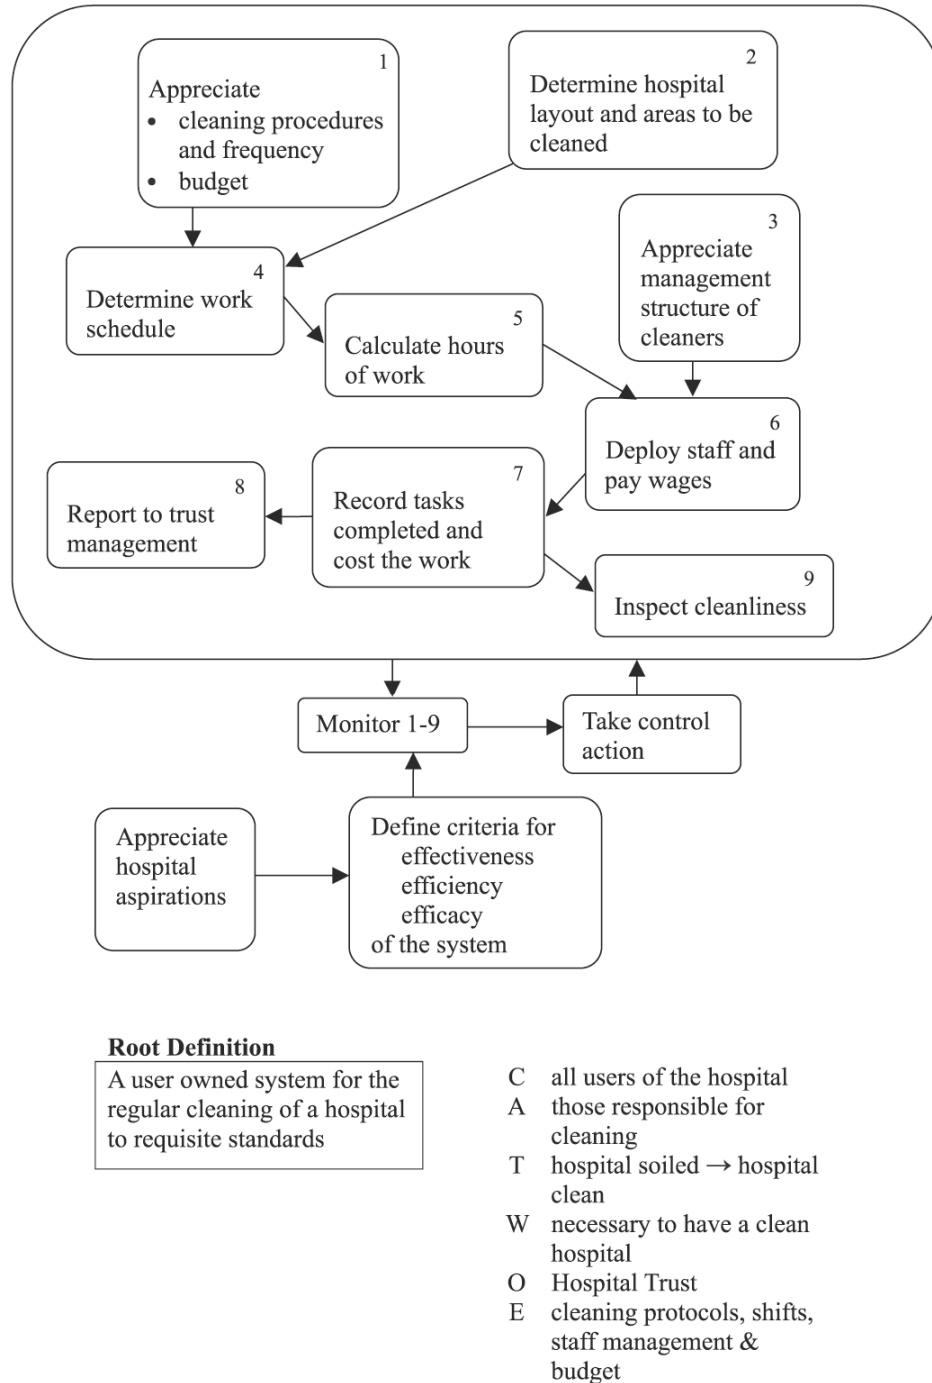 1
Appreciate
• cleaning procedures
and frequency
• budget
2
Determine hospital
layout and areas to be
cleaned
3
Appreciate
management
structure of
cleaners
4
Determine work
schedule
5
Calculate hours
of work
6
Deploy staff and
pay wages
7
Record tasks
completed and
cost the work
8
Report to trust
management
9
Inspect cleanliness
Monitor 1-9
Take control
action
Appreciate
hospital
aspirations
Define criteria for
effectiveness
efficiency
efficacy
of the system
Root Definition
A user owned system for the
regular cleaning of a hospital
to requisite standards
C all users of the hospital
A those responsible for
cleaning
T hospital soiled → hospital
clean
W necessary to have a clean
hospital
O Hospital Trust
E cleaning protocols, shifts,
staff management &
budget